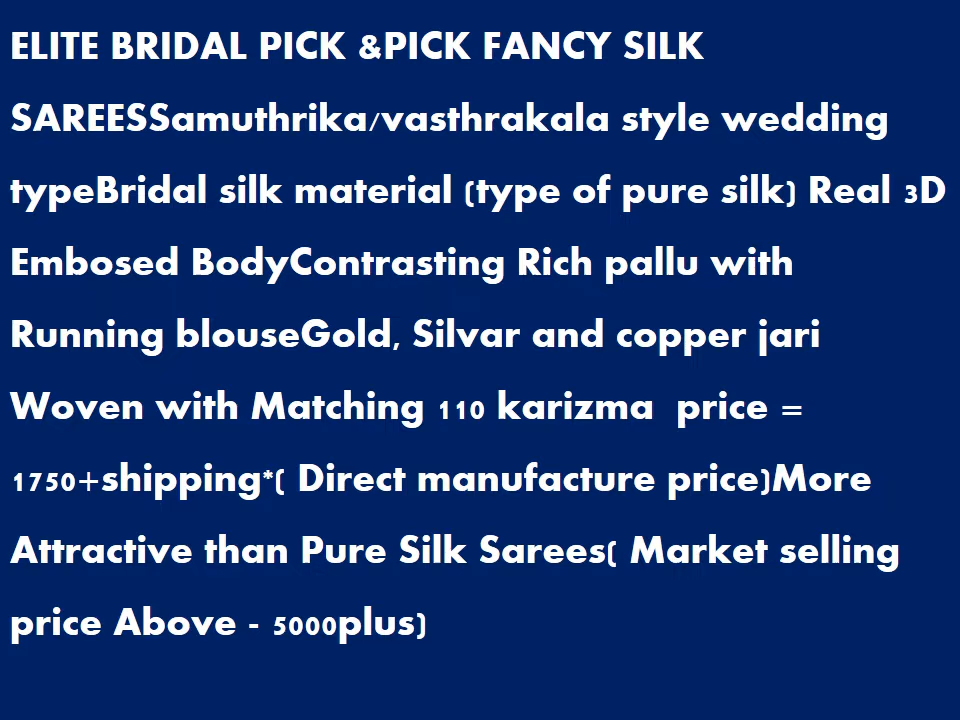 ELITE BRIDAL PICK &PICK FANCY SILK
SAREESSamuthrika/vasthrakala style wedding
typeBridal silk material (type of pure silk) Real 3D
Embosed BodyContrasting Rich pallu with
Running blouseGold, Silvar and copper jari
Woven with Matching 110 karizma  price =
1750+shipping*( Direct manufacture price)More
Attractive than Pure Silk Sarees( Market selling
price Above - 5000plus)